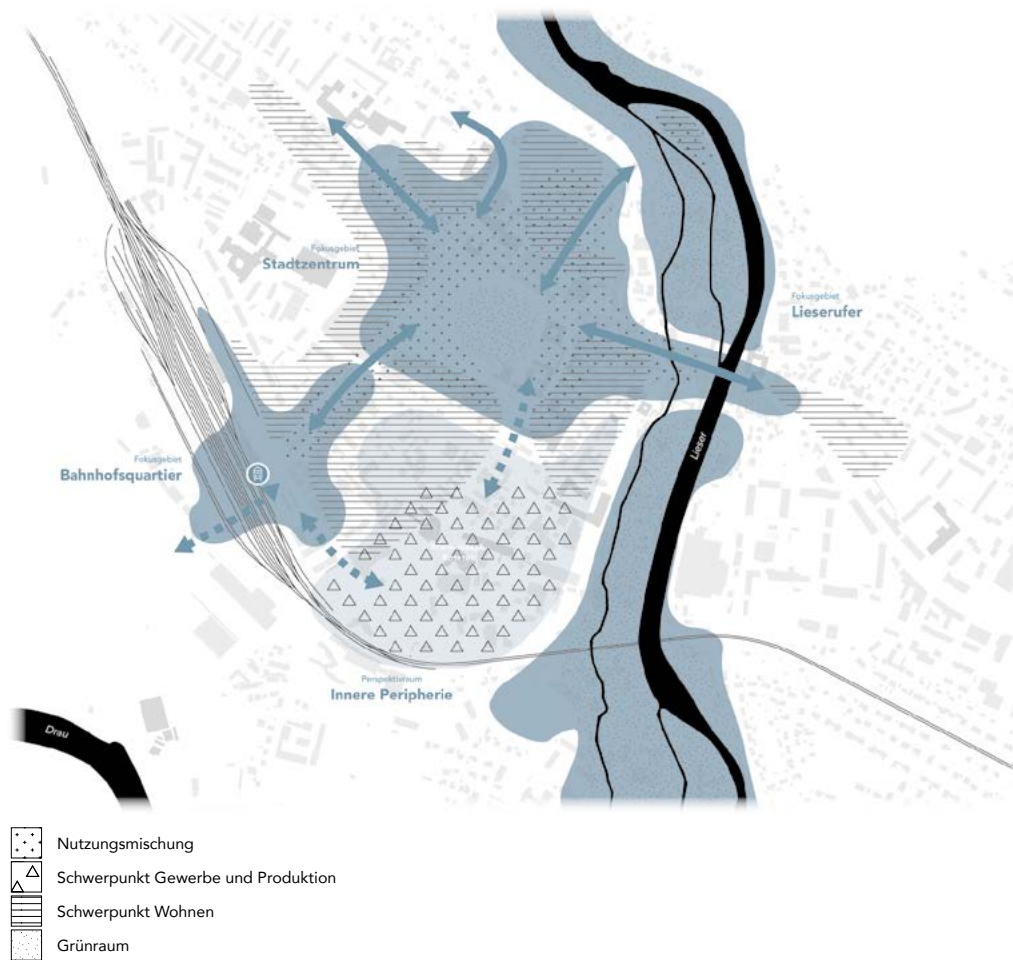 Fokusgebiet
Stadtzentrum
Fokusgebiet
Lieserufer
Lieser
Fokusgebiet
Bahnhofsquartier
Perspektivraum
Innere Peripherie
Drau
Nutzungsmischung
Schwerpunkt Gewerbe und Produktion
Schwerpunkt Wohnen
Grünraum